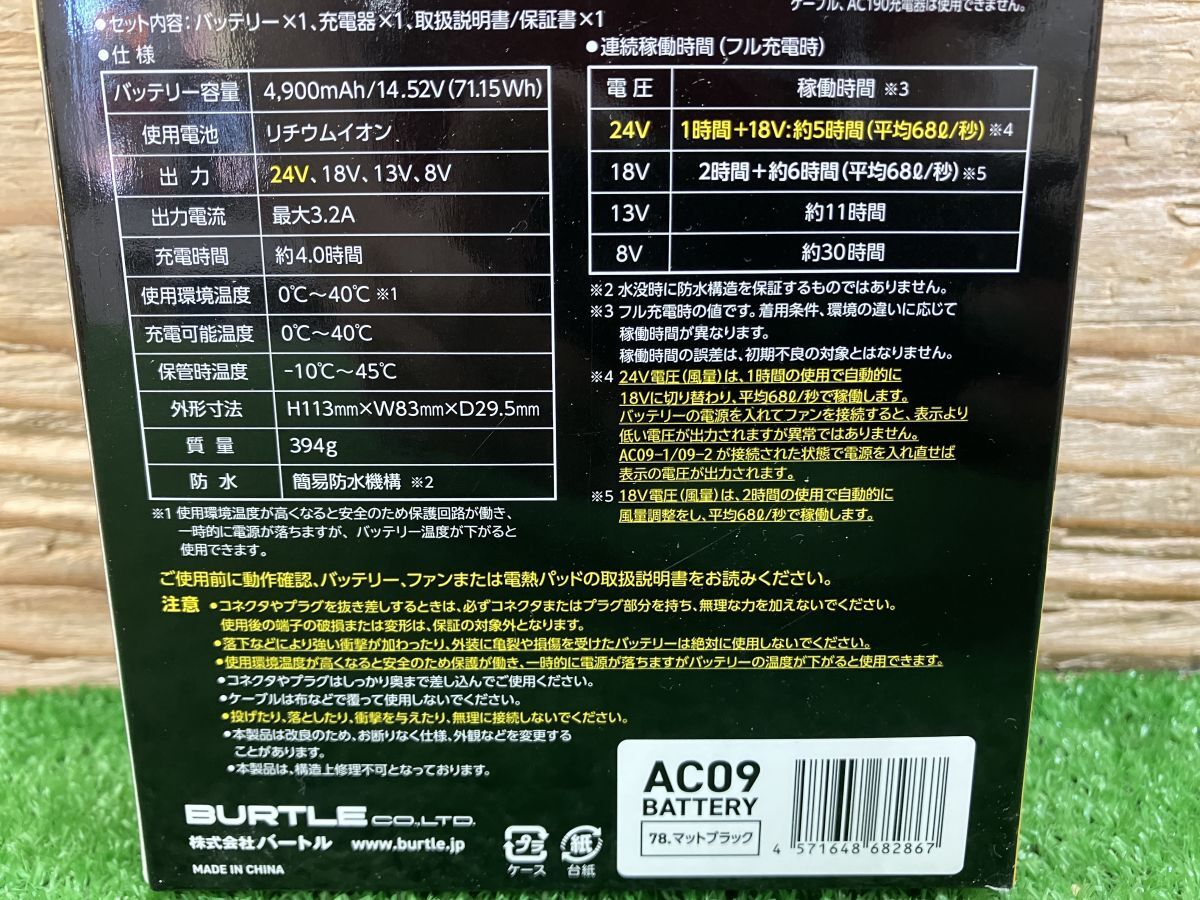 ケーブル、AC190充電器は使用できません。
●セット内容：バッテリー×1、充電器×1、取扱説明書/保証書×1
●仕様
バッテリー容量 4,900mAh/14.52V(71.15Wh)
使用電池 リチウムイオン
出力 24V、18V、13V、8V
出力電流 最大3.2A
充電時間 約4.0時間
使用環境温度 0℃～40℃ ※1
充電可能温度 0℃～40℃
保管時温度 -10℃～45℃
外形寸法 H113mm×W83mm×D29.5mm
質量 394g
防水 簡易防水機構 ※2
※1 使用環境温度が高くなると安全のため保護回路が働き、
一時的に電源が落ちますが、バッテリー温度が下がると
使用できます。
●連続稼働時間（フル充電時）
電圧 稼働時間 ※3
24V 1時間＋18V：約5時間（平均68ℓ/秒）※4
18V 2時間＋約6時間（平均68ℓ/秒）※5
13V 約11時間
8V 約30時間
※2 水没時に防水構造を保証するものではありません。
※3 フル充電時の値です。着用条件、環境の違いに応じて
稼働時間が異なります。
稼働時間の誤差は、初期不良の対象とはなりません。
※4 24V電圧（風量）は、1時間の使用で自動的に
18Vに切り替わり、平均68ℓ/秒で稼働します。
バッテリーの電源を入れてファンを接続すると、表示より
低い電圧が出力されますが異常ではありません。
AC09-1/09-2が接続された状態で電源を入れ直せば
表示の電圧が出力されます。
※5 18V電圧（風量）は、2時間の使用で自動的に
風量調整をし、平均68ℓ/秒で稼働します。
ご使用前に動作確認、バッテリー、ファンまたは電熱パッドの取扱説明書をお読みください。
注意 ●コネクタやプラグを抜き差しするときは、必ずコネクタまたはプラグ部分を持ち、無理な力を加えないでください。
使用後の端子の破損または変形は、保証の対象外となります。
●落下などにより強い衝撃が加わったり、外装に亀裂や損傷を受けたバッテリーは絶対に使用しないでください。
●使用環境温度が高くなると安全のため保護が働き、一時的に電源が落ちますがバッテリーの温度が下がると使用できます。
●コネクタやプラグはしっかり奥まで差し込んでご使用ください。
●ケーブルは布などで覆って使用しないでください。
●投げたり、落としたり、衝撃を与えたり、無理に接続しないでください。
●本製品は改良のため、お断りなく仕様、外観などを変更する
ことがあります。
●本製品は、構造上修理不可となっております。
BURTLE CO.,LTD.
株式会社バートル www.burtle.jp
MADE IN CHINA
プラ
ケース
紙
台紙
AC09
BATTERY
78.マットブラック
4 571648 682867